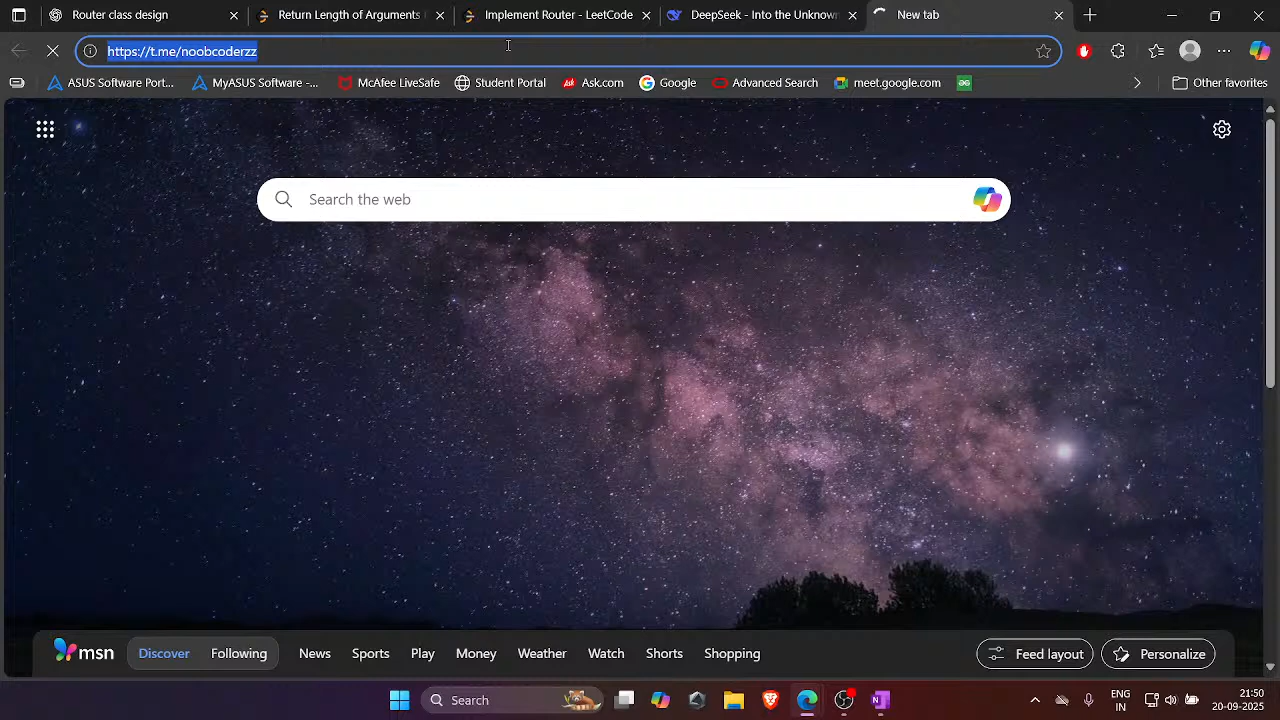 Router class design
Return Length of Arguments
Implement Router - LeetCode
DeepSeek - Into the Unknown
New tab
https://t.me/noobcoderzz
ASUS Software Port...
MyASUS Software -...
McAfee LiveSafe
Student Portal
Ask
Ask.com
Google
Advanced Search
meet.google.com
Other favorites
Search the web
msn
Discover
Following
News
Sports
Play
Money
Weather
Watch
Shorts
Shopping
Feed layout
Personalize
Search
ENG
IN
21:50
20-09-2025